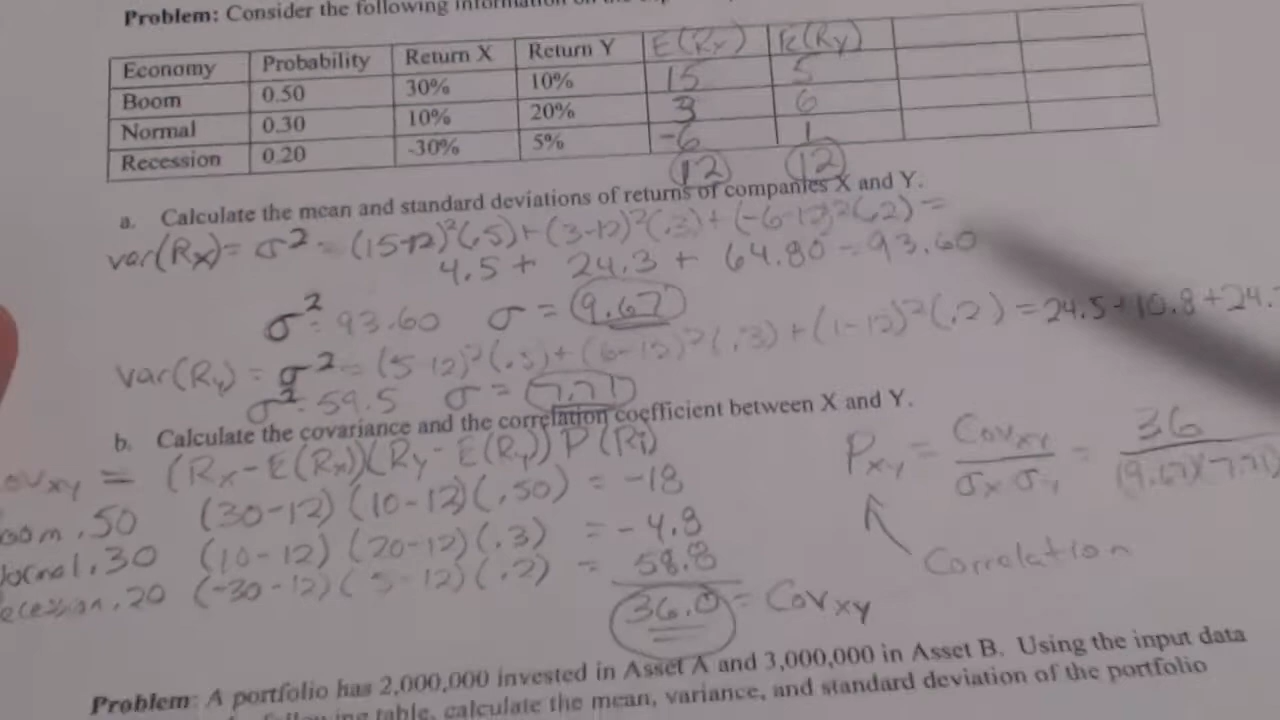 Problem: Consider the following information on the
Economy Probability Return X Return Y E(Rx) E(Ry)
Boom 0.50 30% 10% 15 5
Normal 0.30 10% 20% 3 6
Recession 0.20 -30% 5% -6 1
12 12
a. Calculate the mean and standard deviations of returns of companies X and Y.
var(Rx) = σ² = (15-12)²(.5) + (3-12)²(.3) + (-6-12)²(.2) =
4.5 + 24.3 + 64.80 = 93.60
σ² = 93.60 σ = 9.67
var(Ry) = σ² = (5-12)²(.5) + (6-12)²(.3) + (1-12)²(.2) = 24.5 + 10.8 + 24.
σ² = 59.5 σ = 7.71
b. Calculate the covariance and the correlation coefficient between X and Y.
ovxy = (Rx - E(Rx))(Ry - E(Ry)) P(Ri)
oom .50 (30-12)(10-12)(.50) = -18
ormal .30 (10-12)(20-12)(.3) = -4.8
ecession .20 (-30-12)(5-12)(.2) = 58.8
36.0 = Covxy
Pxy = Covxy / σx σy = 36 / (9.67)(7.71)
Correlation
Problem: A portfolio has 2,000,000 invested in Asset A and 3,000,000 in Asset B. Using the input data
following table, calculate the mean, variance, and standard deviation of the portfolio